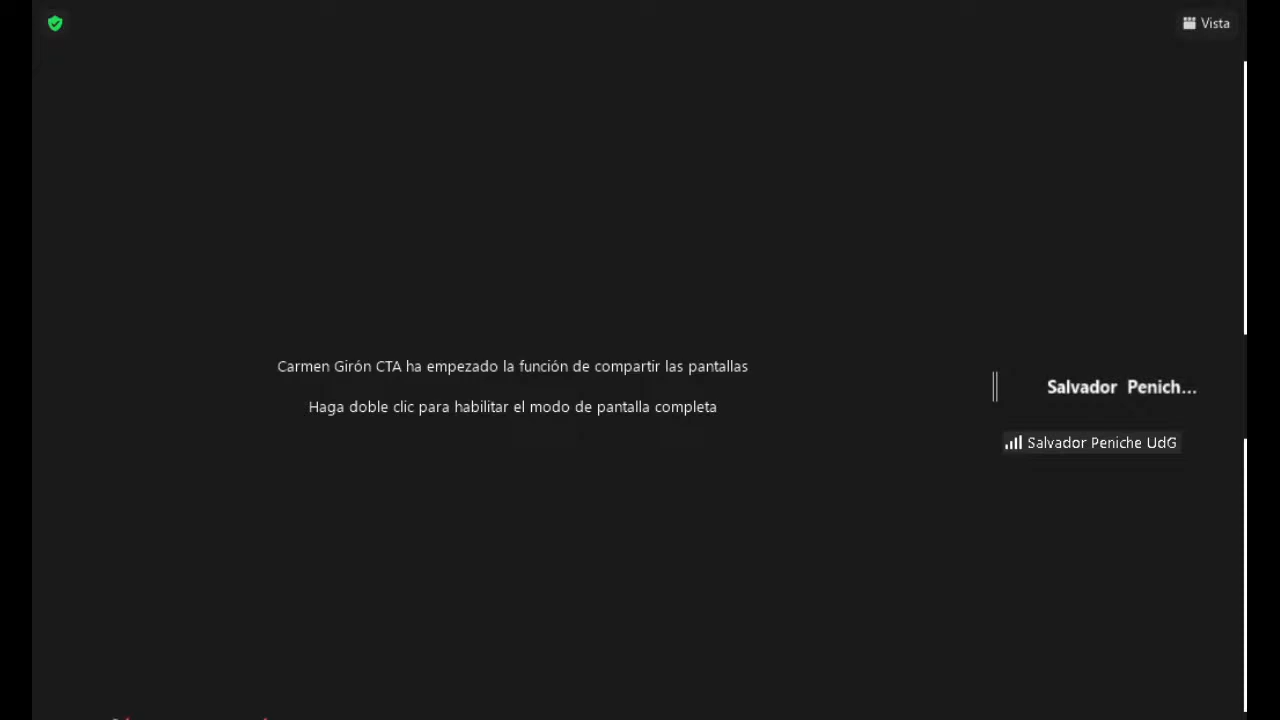 Vista
Carmen Girón CTA ha empezado la función de compartir las pantallas
Haga doble clic para habilitar el modo de pantalla completa
Salvador Penich...
Salvador Peniche UdG